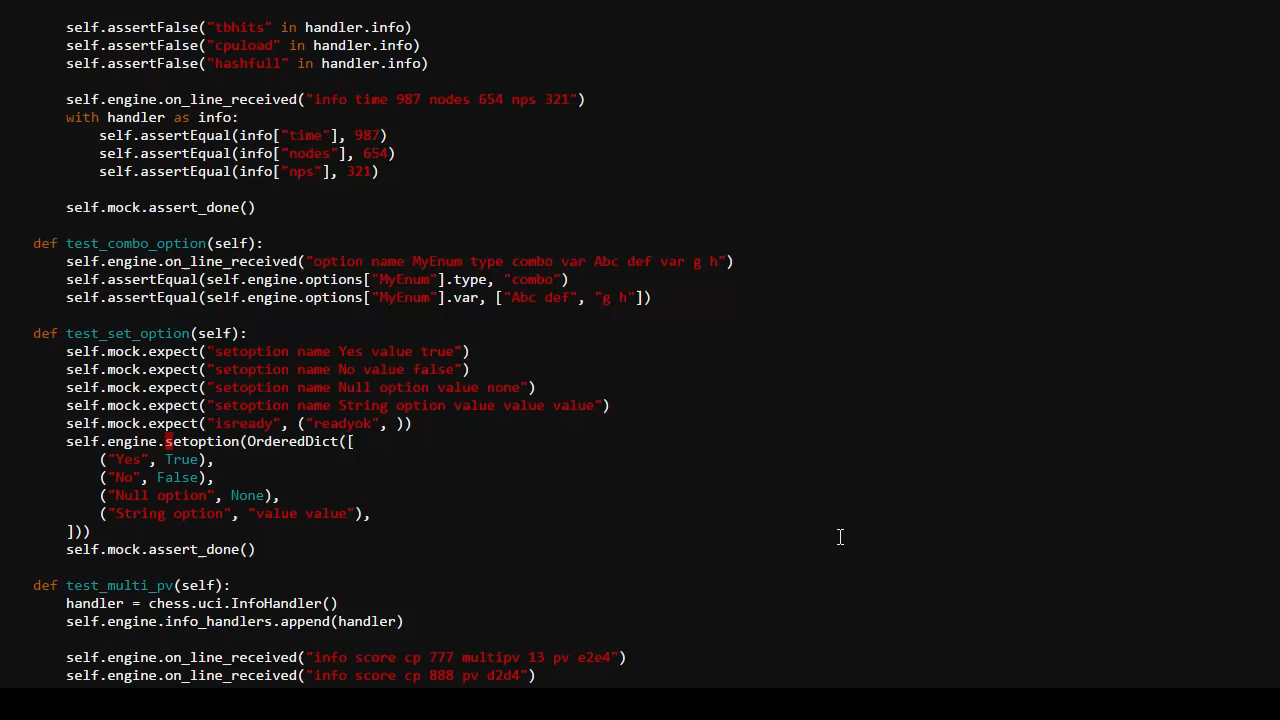 self.assertFalse("tbhits" in handler.info)
self.assertFalse("cpuload" in handler.info)
self.assertFalse("hashfull" in handler.info)
self.engine.on_line_received("info time 987 nodes 654 nps 321")
with handler as info:
self.assertEqual(info["time"], 987)
self.assertEqual(info["nodes"], 654)
self.assertEqual(info["nps"], 321)
self.mock.assert_done()
def test_combo_option(self):
self.engine.on_line_received("option name MyEnum type combo var Abc def var g h")
self.assertEqual(self.engine.options["MyEnum"].type, "combo")
self.assertEqual(self.engine.options["MyEnum"].var, ["Abc def", "g h"])
def test_set_option(self):
self.mock.expect("setoption name Yes value true")
self.mock.expect("setoption name No value false")
self.mock.expect("setoption name Null option value none")
self.mock.expect("setoption name String option value value value")
self.mock.expect("isready", ("readyok", ))
self.engine.setoption(OrderedDict([
("Yes", True),
("No", False),
("Null option", None),
("String option", "value value"),
]))
self.mock.assert_done()
def test_multi_pv(self):
handler = chess.uci.InfoHandler()
self.engine.info_handlers.append(handler)
self.engine.on_line_received("info score cp 777 multipv 13 pv e2e4")
self.engine.on_line_received("info score cp 888 pv d2d4")